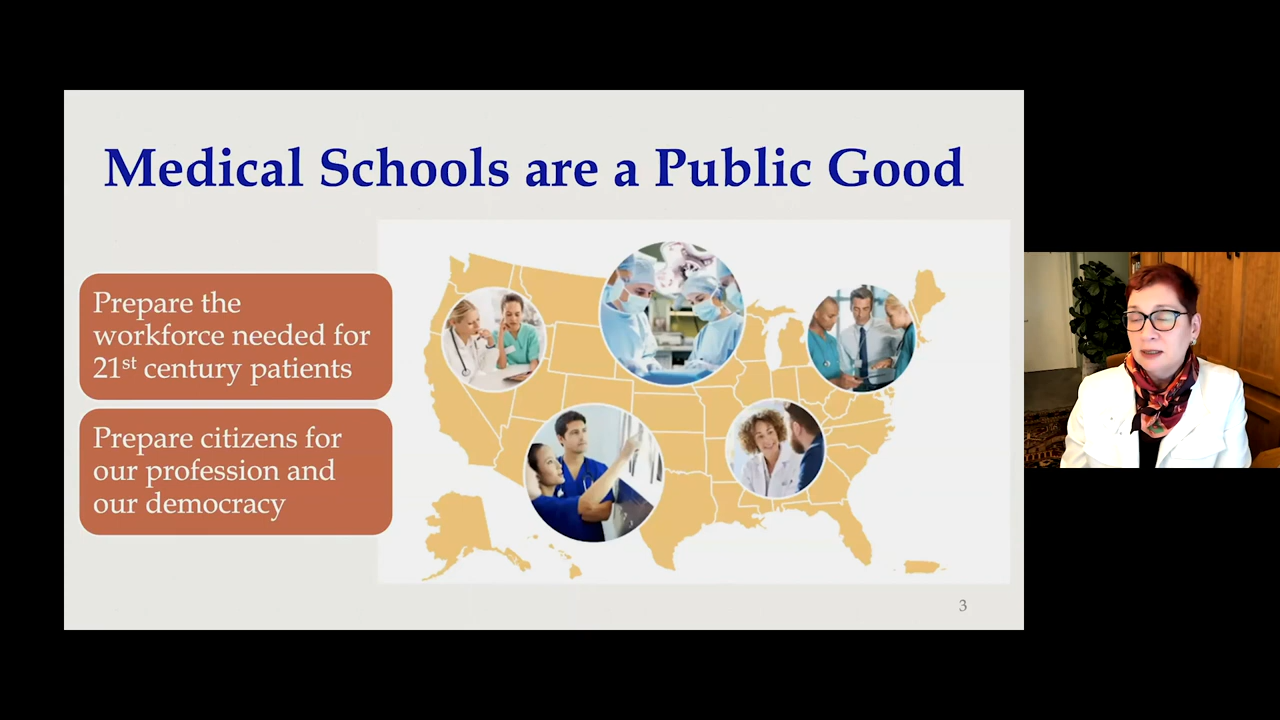 Medical Schools are a Public Good
Prepare the
workforce needed for
21st century patients
Prepare citizens for
our profession and
our democracy
3